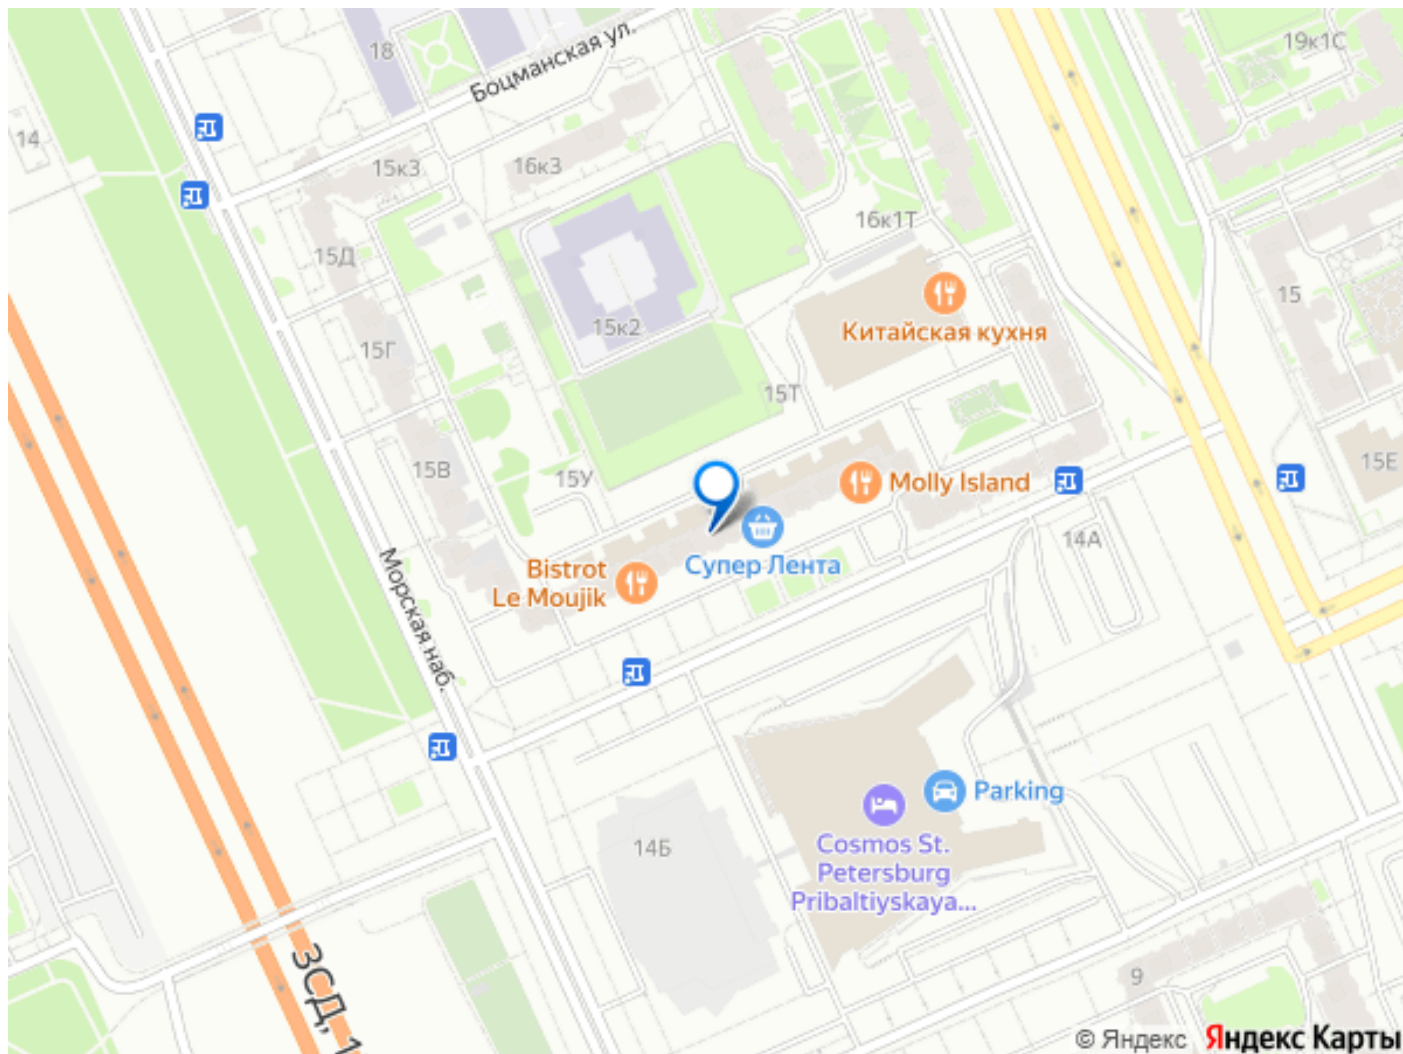 18
Боцманская ул.
19к1С
14
15к3
16к3
16к1Т
15Д
15
15к2
Китайская кухня
15Г
15Т
15В
15У
Molly Island
15Е
14А
Супер Лента
Bistrot
Le Moujik
Морская наб.
Parking
14Б
Cosmos St.
Petersburg
Pribaltiyskaya...
ЗСД, 1
9
© Яндекс Яндекс Карты